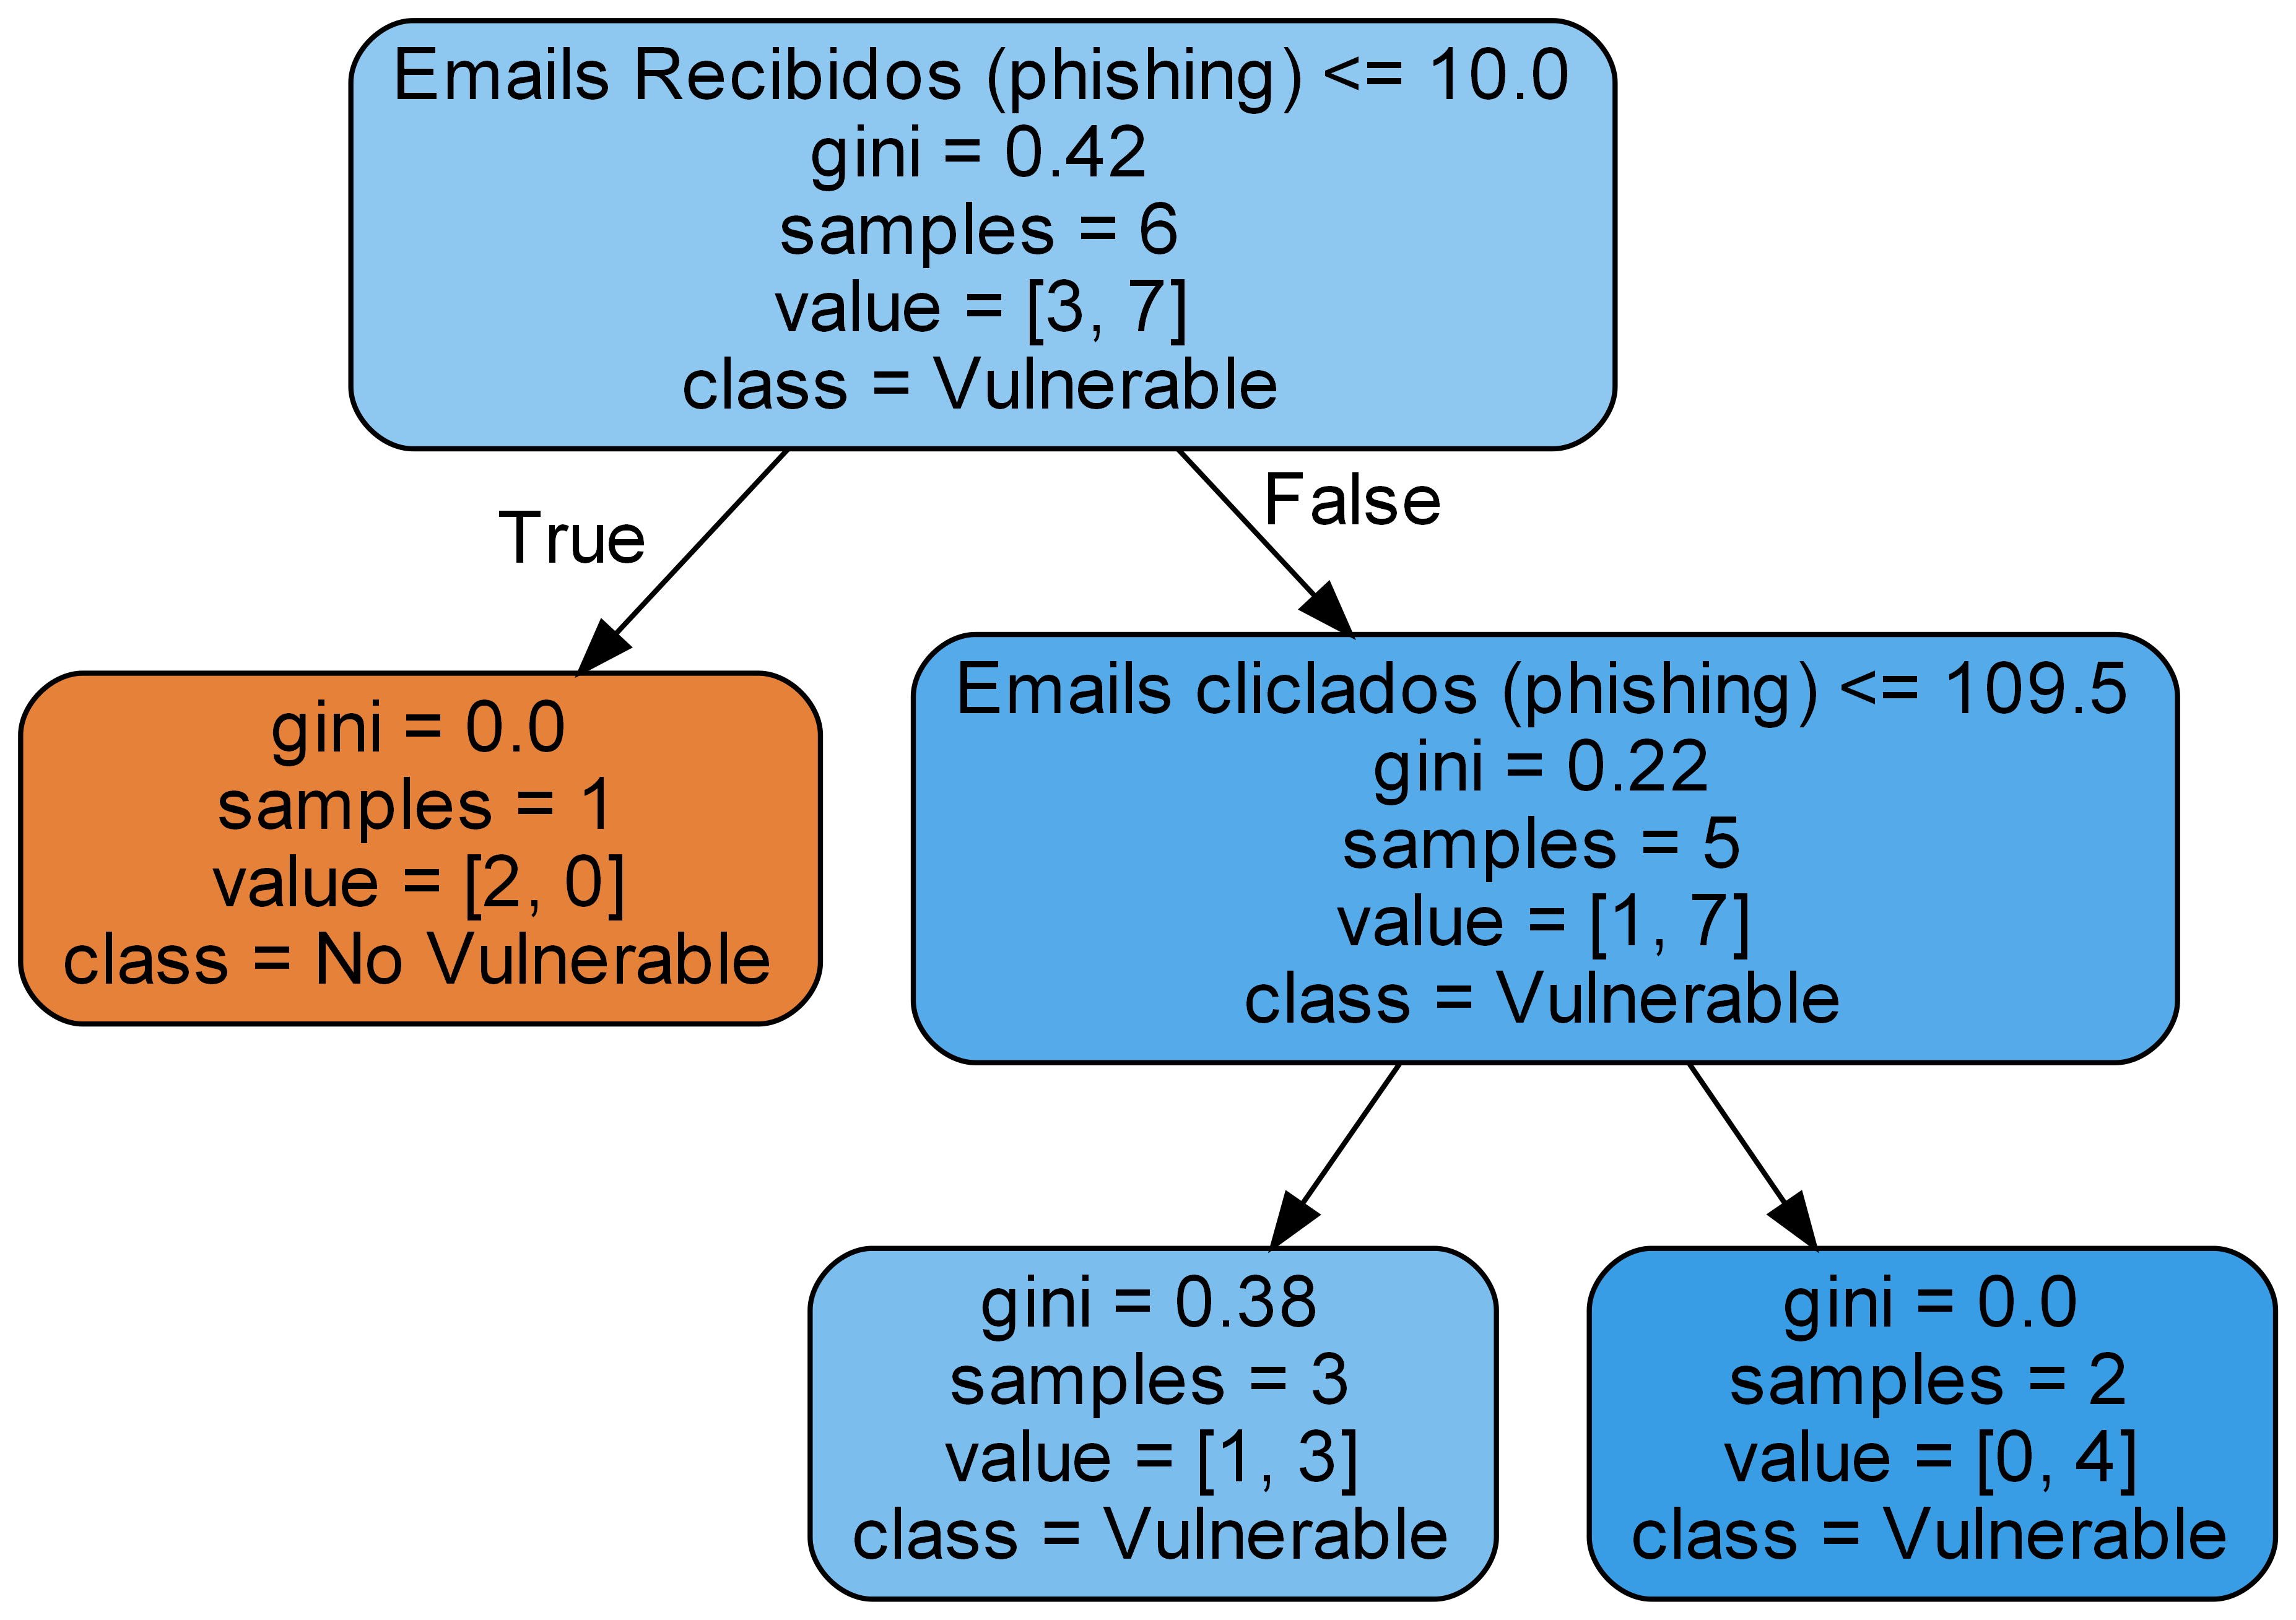 Emails Recibidos (phishing) <= 10.0
gini = 0.42
samples = 6
value = [3, 7]
class = Vulnerable
True
False
gini = 0.0
samples = 1
value = [2, 0]
class = No Vulnerable
Emails cliclados (phishing) <= 109.5
gini = 0.22
samples = 5
value = [1, 7]
class = Vulnerable
gini = 0.38
samples = 3
value = [1, 3]
class = Vulnerable
gini = 0.0
samples = 2
value = [0, 4]
class = Vulnerable